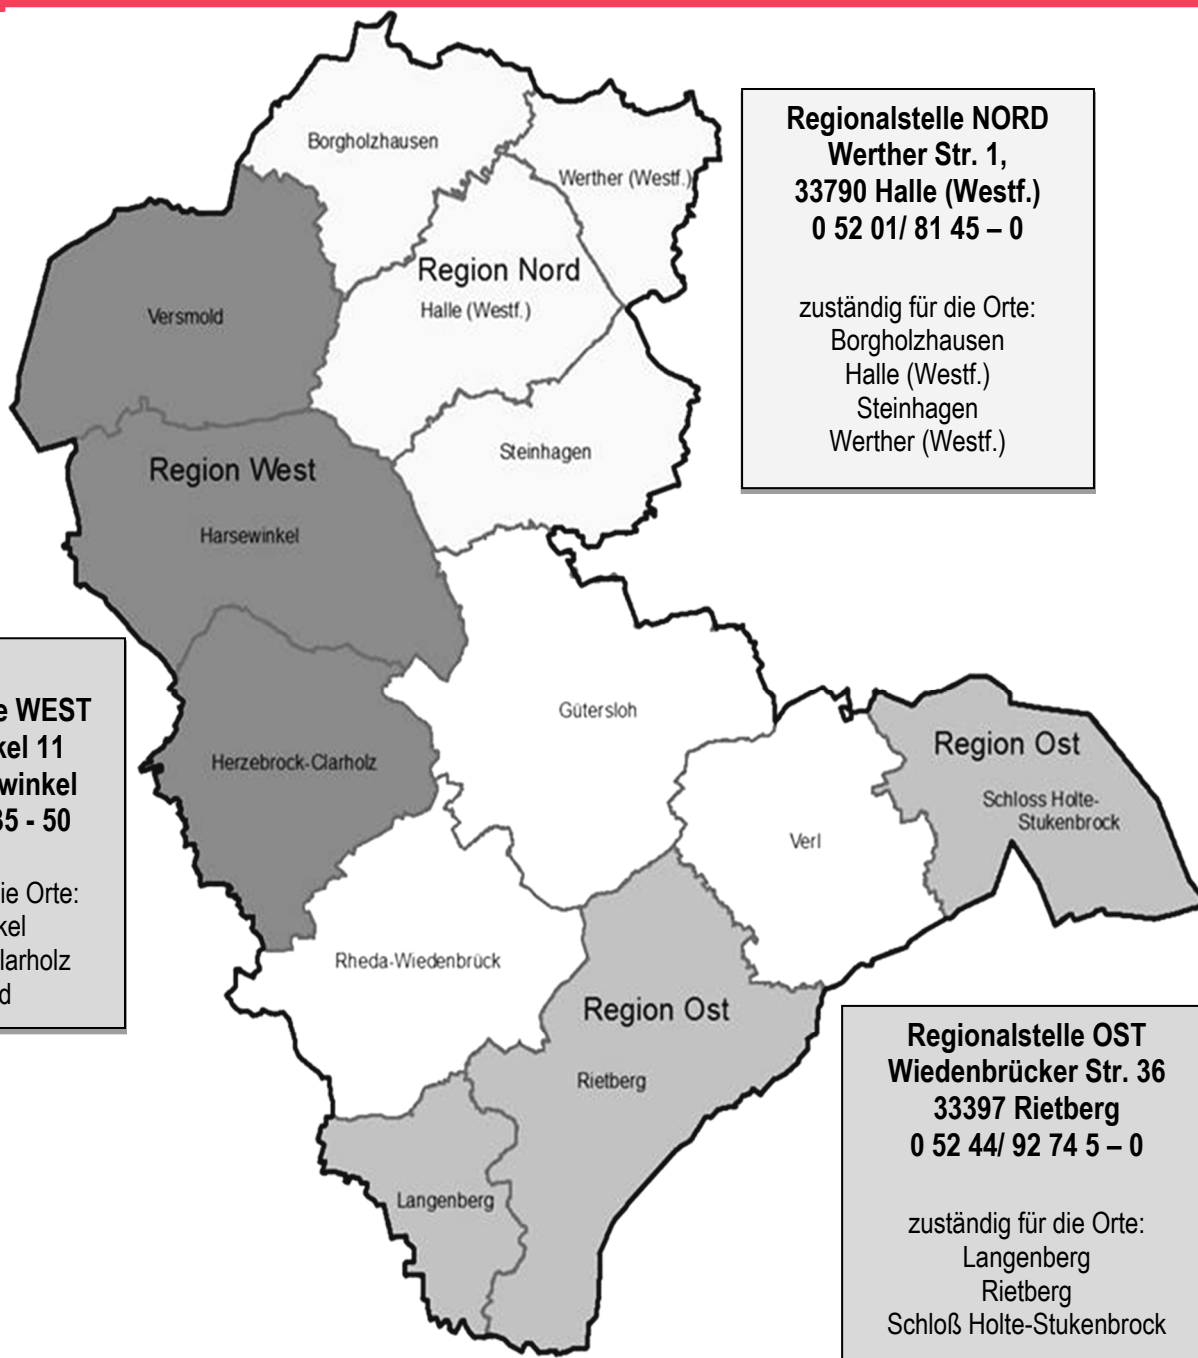 Borgholzhausen
Werther (Westf.)
Region Nord
Halle (Westf.)
Versmold
Steinhagen
Region West
Harsewinkel
Gütersloh
Herzebrock-Clarholz
Region Ost
Schloss Holte-
Stukenbrock
Verl
Rheda-Wiedenbrück
Region Ost
Rietberg
Langenberg
Regionalstelle NORD
Werther Str. 1,
33790 Halle (Westf.)
0 52 01/ 81 45 – 0
zuständig für die Orte:
Borgholzhausen
Halle (Westf.)
Steinhagen
Werther (Westf.)
e WEST
kel 11
winkel
35 - 50
ie Orte:
kel
larholz
d
Regionalstelle OST
Wiedenbrücker Str. 36
33397 Rietberg
0 52 44/ 92 74 5 – 0
zuständig für die Orte:
Langenberg
Rietberg
Schloß Holte-Stukenbrock